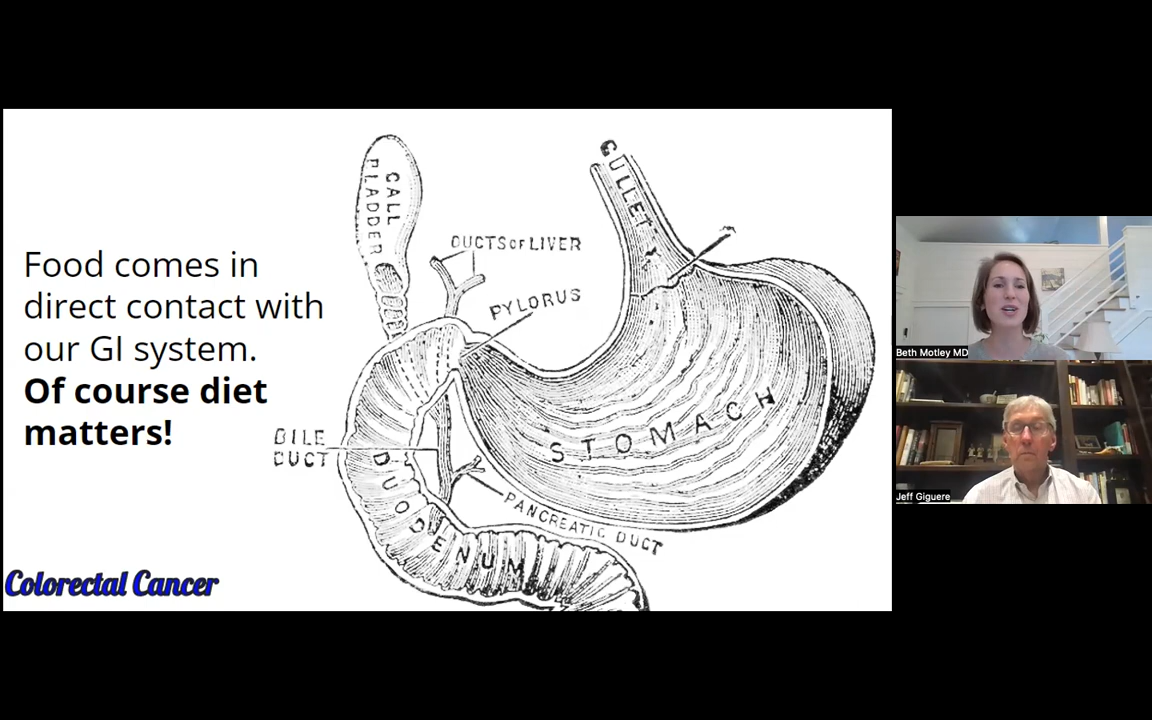 Food comes in
direct contact with
our GI system.
Of course diet
matters!
Colorectal Cancer
GALL
BLADDER
DUCTS OF LIVER
PYLORUS
GULLET
STOMACH
BILE
DUCT
DUODENUM
PANCREATIC DUCT
Beth Motley MD
Jeff Giguere